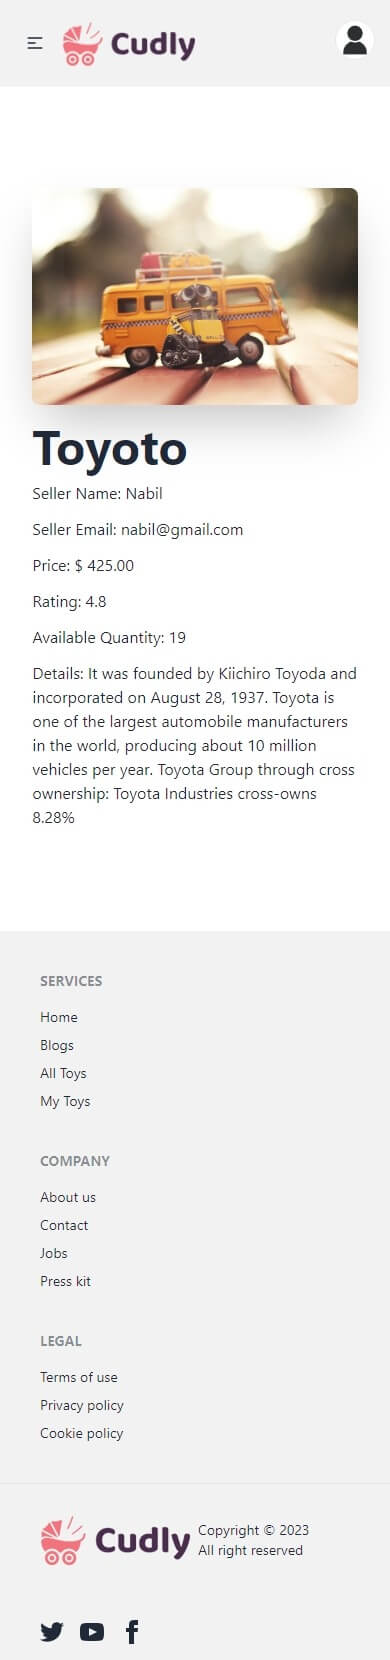 Cudly
Toyoto
Seller Name: Nabil
Seller Email: nabil@gmail.com
Price: $ 425.00
Rating: 4.8
Available Quantity: 19
Details: It was founded by Kiichiro Toyoda and
incorporated on August 28, 1937. Toyota is
one of the largest automobile manufacturers
in the world, producing about 10 million
vehicles per year. Toyota Group through cross
ownership: Toyota Industries cross-owns
8.28%
SERVICES
Home
Blogs
All Toys
My Toys
COMPANY
About us
Contact
Jobs
Press kit
LEGAL
Terms of use
Privacy policy
Cookie policy
Cudly
Copyright © 2023
All right reserved